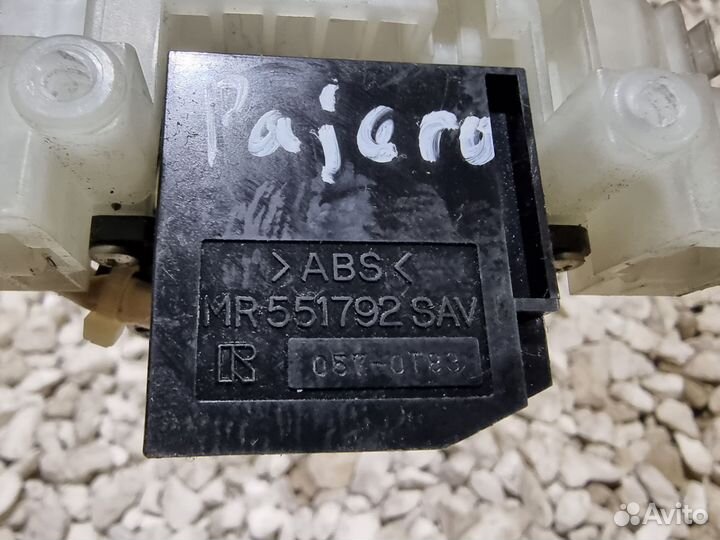 Pajero
>ABS<
MR551792 SAV
R
Avito